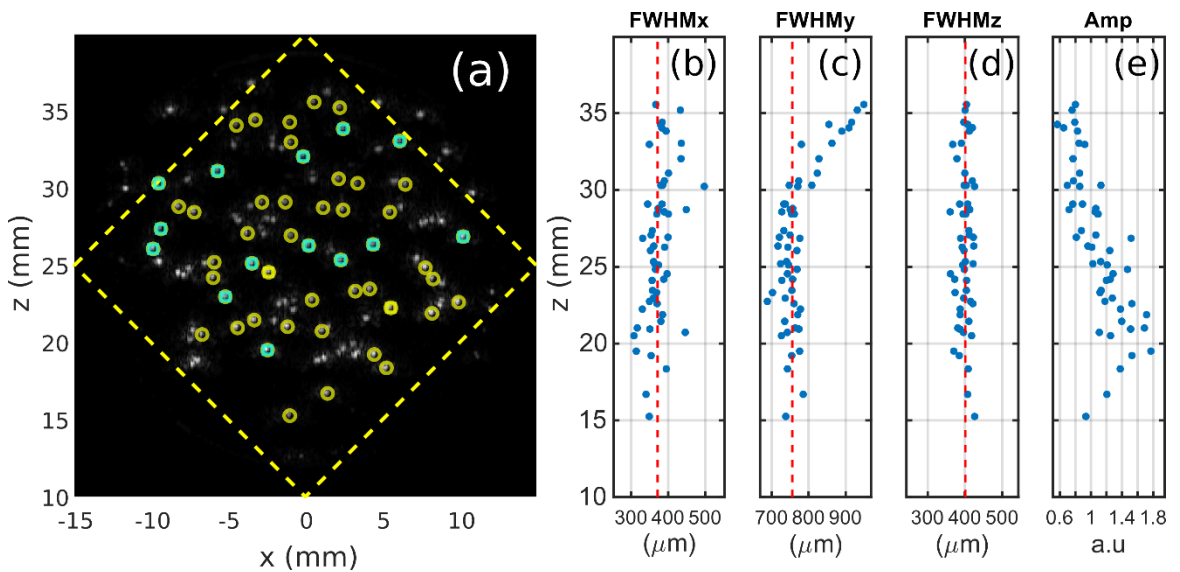 FWHMx FWHMy FWHMz Amp
(a) (b) (c) (d) (e)
35 35
30 30
z (mm) z (mm)
25 25
20 20
15 15
10 10
-15 -10 -5 0 5 10 300 400 500 700 800 900 400 500 0.6 1 1.4 1.8
x (mm) (μm) (μm) (μm) a.u